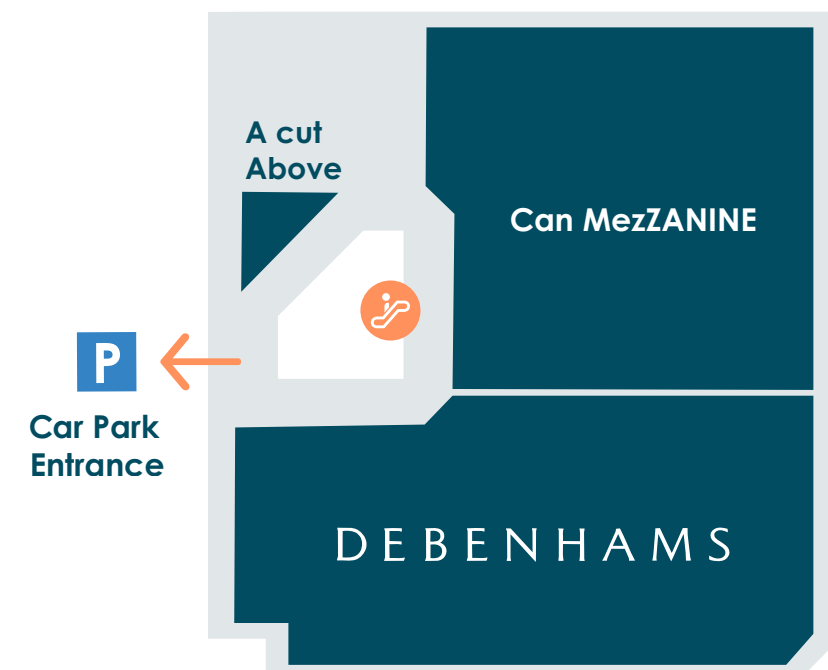 A cut
Above
Can MezZANINE
P
Car Park
Entrance
DEBENHAMS